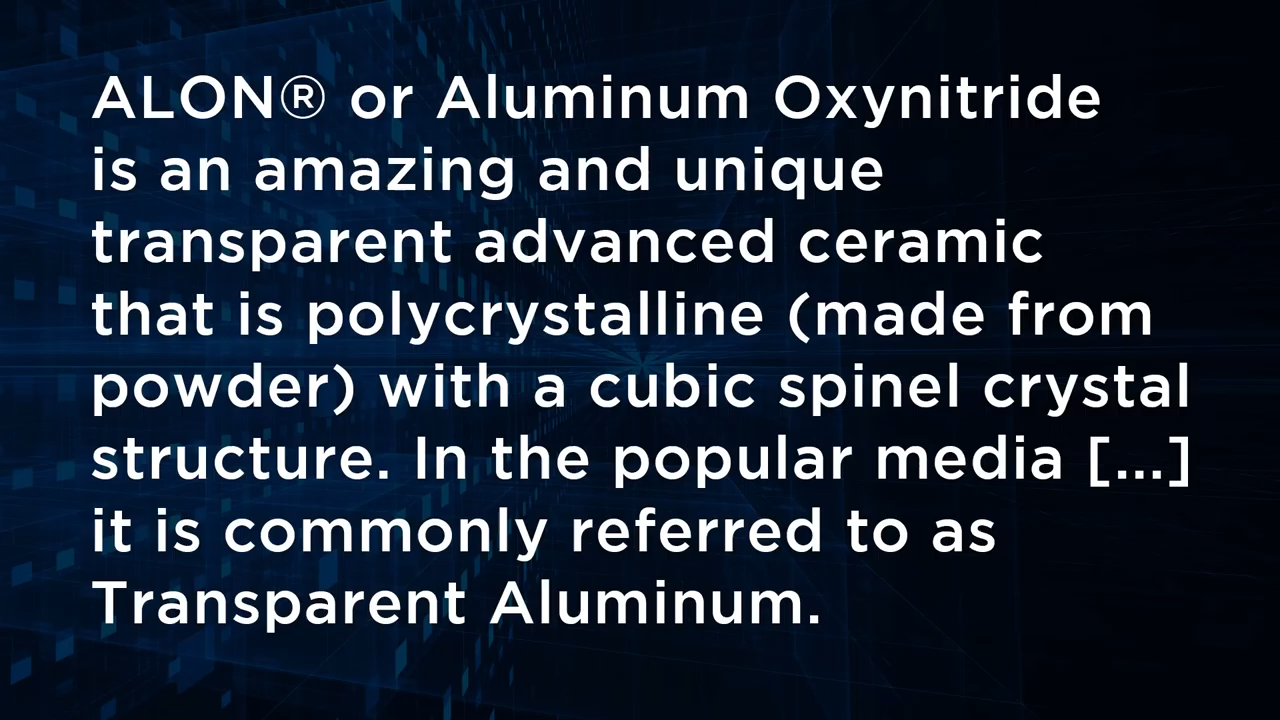 ALON® or Aluminum Oxynitride
is an amazing and unique
transparent advanced ceramic
that is polycrystalline (made from
powder) with a cubic spinel crystal
structure. In the popular media [...]
it is commonly referred to as
Transparent Aluminum.